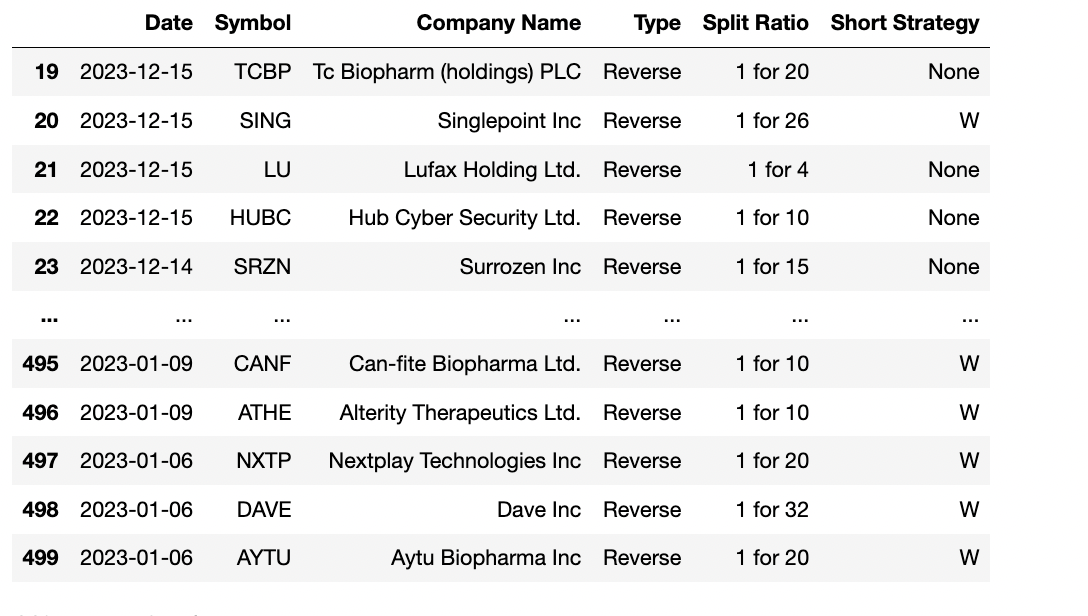 Date Symbol Company Name Type Split Ratio Short Strategy
19 2023-12-15 TCBP Tc Biopharm (holdings) PLC Reverse 1 for 20 None
20 2023-12-15 SING Singlepoint Inc Reverse 1 for 26 W
21 2023-12-15 LU Lufax Holding Ltd. Reverse 1 for 4 None
22 2023-12-15 HUBC Hub Cyber Security Ltd. Reverse 1 for 10 None
23 2023-12-14 SRZN Surrozen Inc Reverse 1 for 15 None
... ... ... ... ... ... ...
495 2023-01-09 CANF Can-fite Biopharma Ltd. Reverse 1 for 10 W
496 2023-01-09 ATHE Alterity Therapeutics Ltd. Reverse 1 for 10 W
497 2023-01-06 NXTP Nextplay Technologies Inc Reverse 1 for 20 W
498 2023-01-06 DAVE Dave Inc Reverse 1 for 32 W
499 2023-01-06 AYTU Aytu Biopharma Inc Reverse 1 for 20 W